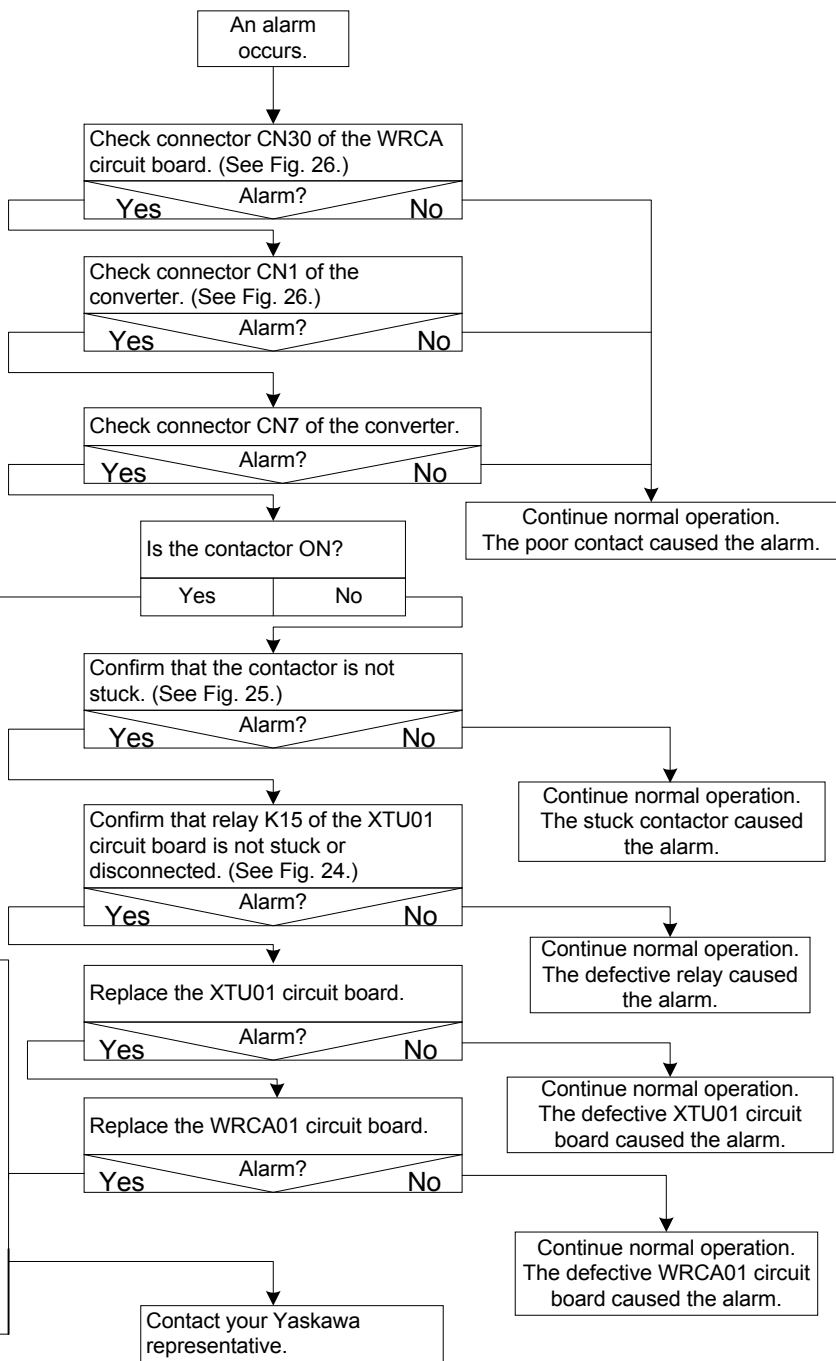 An alarm
occurs.
Check connector CN30 of the WRCA
circuit board. (See Fig. 26.)
Alarm?
Yes
No
Check connector CN1 of the
converter. (See Fig. 26.)
Alarm?
Yes
No
Check connector CN7 of the converter.
Alarm?
Yes
No
Continue normal operation.
The poor contact caused the alarm.
Is the contactor ON?
Yes
No
Confirm that the contactor is not
stuck. (See Fig. 25.)
Alarm?
Yes
No
Continue normal operation.
The stuck contactor caused
the alarm.
Confirm that relay K15 of the XTU01
circuit board is not stuck or
disconnected. (See Fig. 24.)
Alarm?
Yes
No
Continue normal operation.
The defective relay caused
the alarm.
Replace the XTU01 circuit board.
Alarm?
Yes
No
Continue normal operation.
The defective XTU01 circuit
board caused the alarm.
Replace the WRCA01 circuit board.
Alarm?
Yes
No
Continue normal operation.
The defective WRCA01 circuit
board caused the alarm.
Contact your Yaskawa
representative.